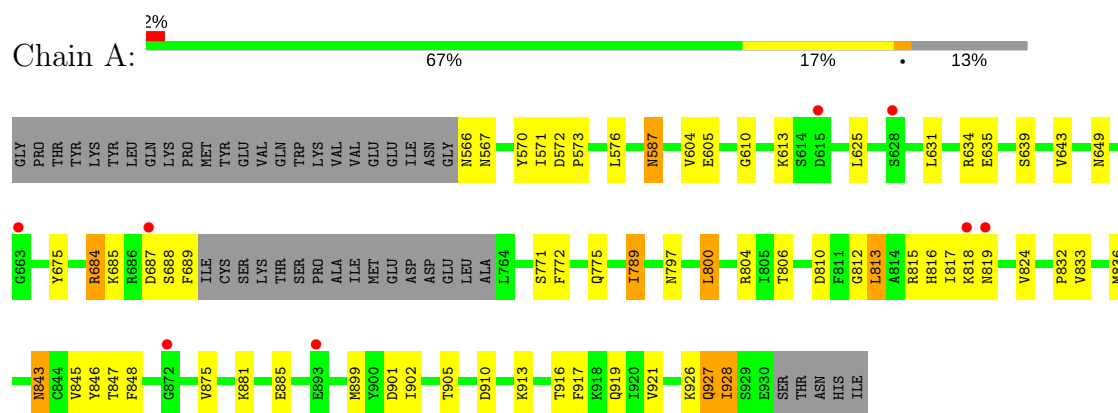 2%
Chain A:
67% 17% • 13%
GLY PRO THR TYR LYS TYR LEU GLN LYS PRO MET TYR GLU VAL GLN TRP LYS VAL VAL GLU GLU ILE ASN GLY N566 N567 Y570 I571 D572 P573 L576 N587 V604 E605 G610 K613 S614 D615 L625 S628 L631 R634 E635 S639 V643 N649
G663 Y675 R684 K685 R686 D687 S688 F689 ILE CYS SER LYS THR SER PRO ALA ILE MET GLU ASP ASP GLU LEU ALA L764 S771 F772 Q775 I789 N797 L800 R804 I805 T806 D810 F811 G812 L813 A814 R815 H816 I817 K818 N819 V824 P832 V833 M836
N843 C844 V845 Y846 T847 F848 G872 V875 K881 E885 E893 M899 Y900 D901 I902 T905 D910 K913 T916 F917 K918 Q919 I920 V921 K926 Q927 I928 S929 E930 SER THR ASN HIS ILE